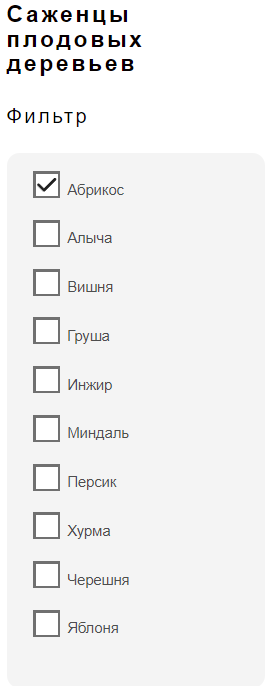 Саженцы
плодовых
деревьев
Фильтр
Абрикос
Алыча
Вишня
Груша
Инжир
Миндаль
Персик
Хурма
Черешня
Яблоня